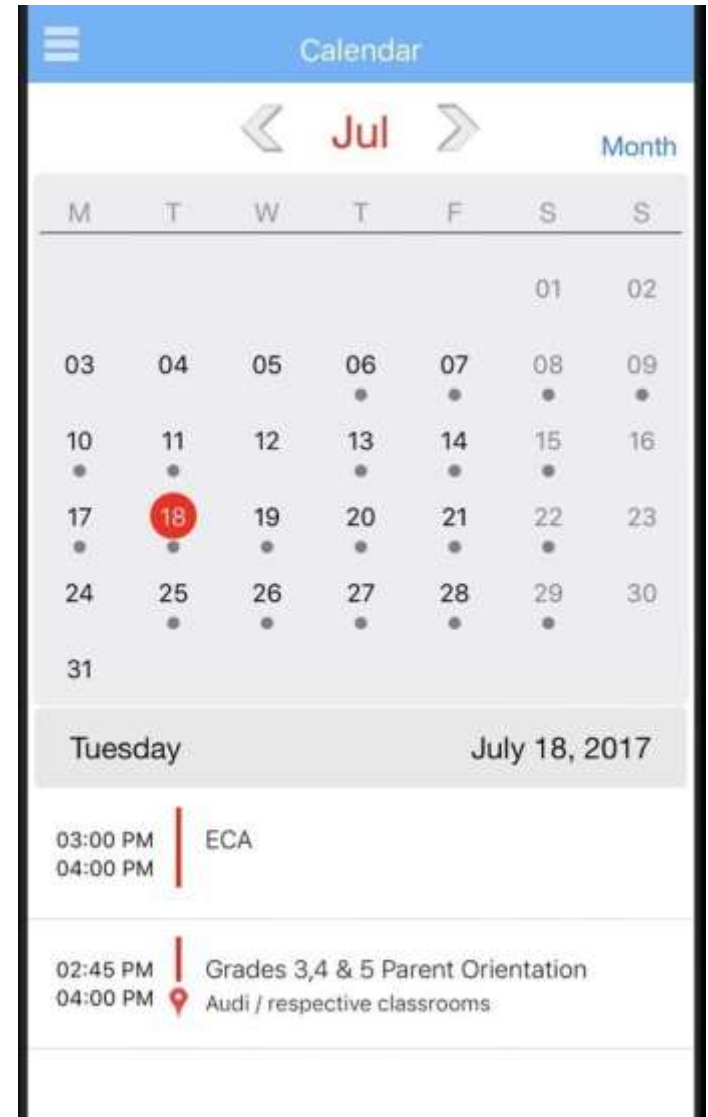 Calendar
Jul
Month
M T W T F S S
01 02
03 04 05 06 07 08 09
10 11 12 13 14 15 16
17 18 19 20 21 22 23
24 25 26 27 28 29 30
31
Tuesday July 18, 2017
03:00 PM ECA
04:00 PM
02:45 PM Grades 3,4 & 5 Parent Orientation
04:00 PM Audi / respective classrooms